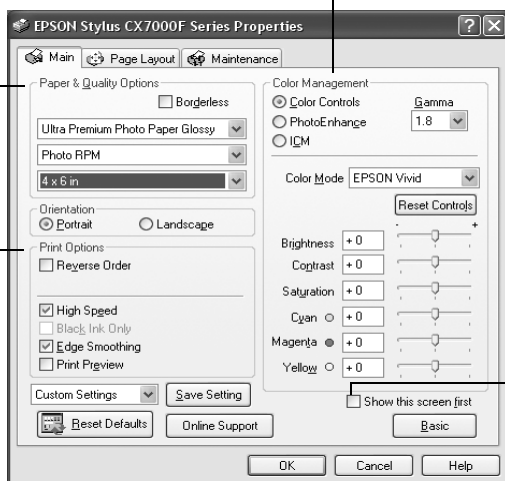 EPSON Stylus CX7000F Series Properties
Main
Page Layout
Maintenance
Paper & Quality Options
Borderless
Ultra Premium Photo Paper Glossy
Photo RPM
4 x 6 in
Orientation
Portrait
Landscape
Print Options
Reverse Order
High Speed
Black Ink Only
Edge Smoothing
Print Preview
Custom Settings
Save Setting
Reset Defaults
Online Support
Color Management
Color Controls
PhotoEnhance
ICM
Gamma
1.8
Color Mode
EPSON Vivid
Reset Controls
- +
Brightness + 0
Contrast + 0
Saturation + 0
Cyan + 0
Magenta + 0
Yellow + 0
Show this screen first
Basic
OK
Cancel
Help